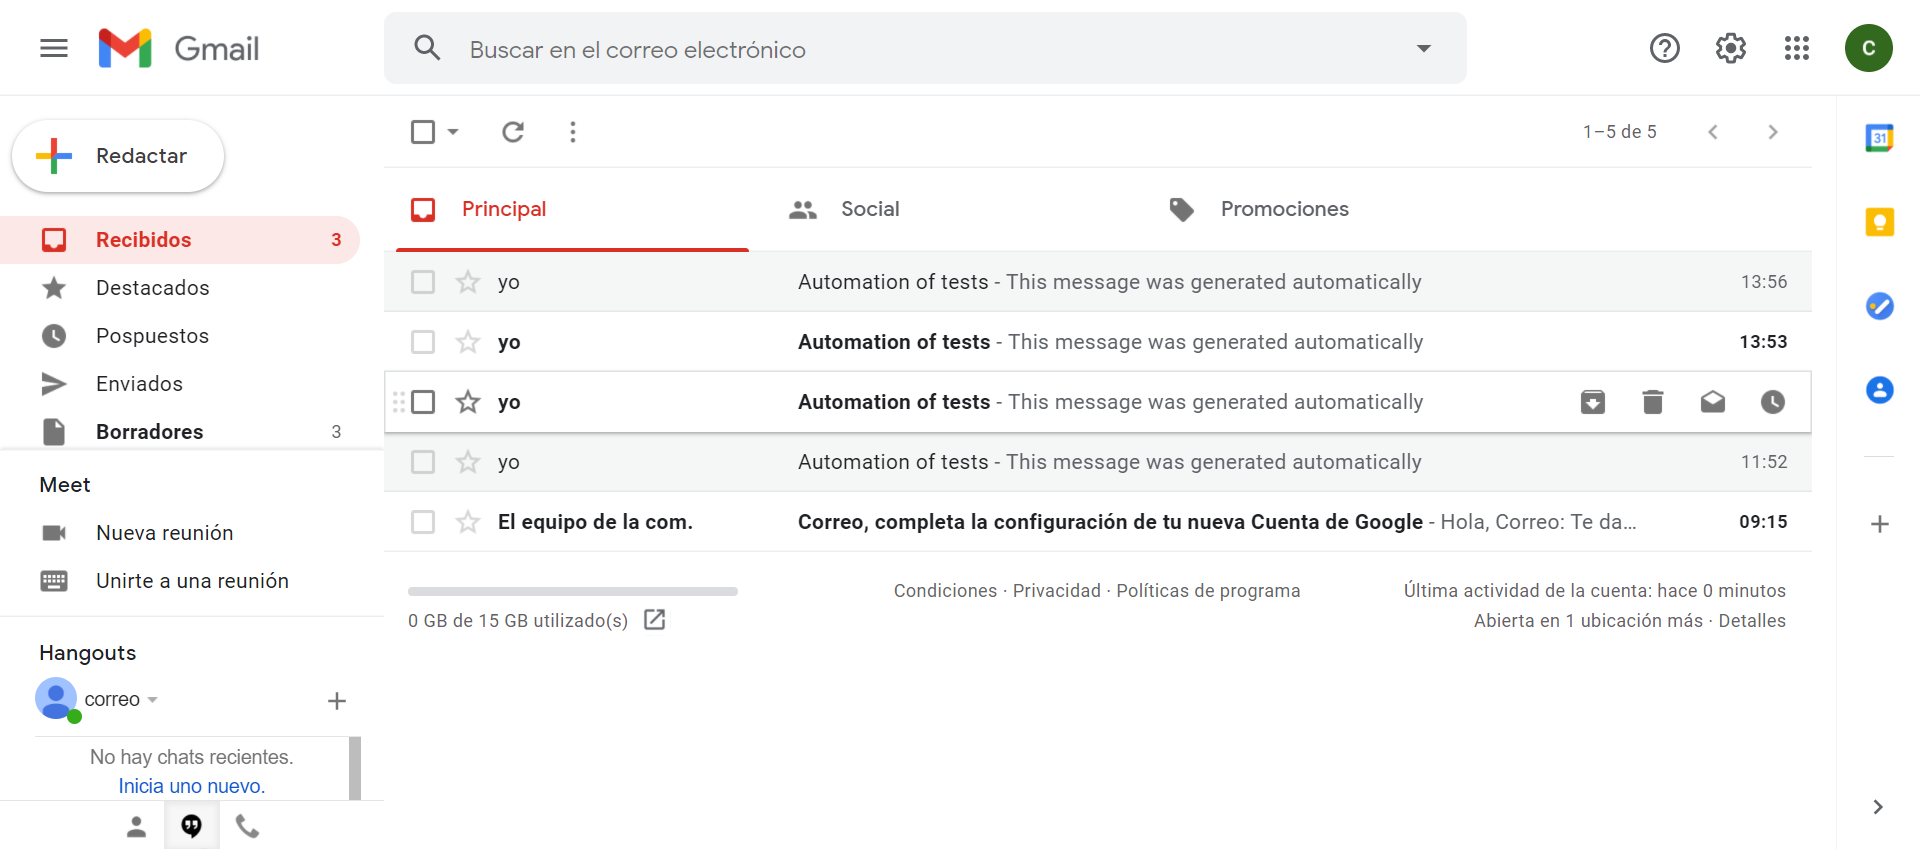 Gmail
Buscar en el correo electrónico
C
Redactar
1–5 de 5
31
Principal
Social
Promociones
Recibidos 3
Destacados
Pospuestos
Enviados
Borradores 3
yo Automation of tests - This message was generated automatically 13:56
yo Automation of tests - This message was generated automatically 13:53
yo Automation of tests - This message was generated automatically
yo Automation of tests - This message was generated automatically 11:52
El equipo de la com. Correo, completa la configuración de tu nueva Cuenta de Google - Hola, Correo: Te da…
09:15
Meet
Nueva reunión
Unirte a una reunión
Hangouts
correo
No hay chats recientes.
Inicia uno nuevo.
0 GB de 15 GB utilizado(s)
Condiciones · Privacidad · Políticas de programa
Última actividad de la cuenta: hace 0 minutos
Abierta en 1 ubicación más · Detalles